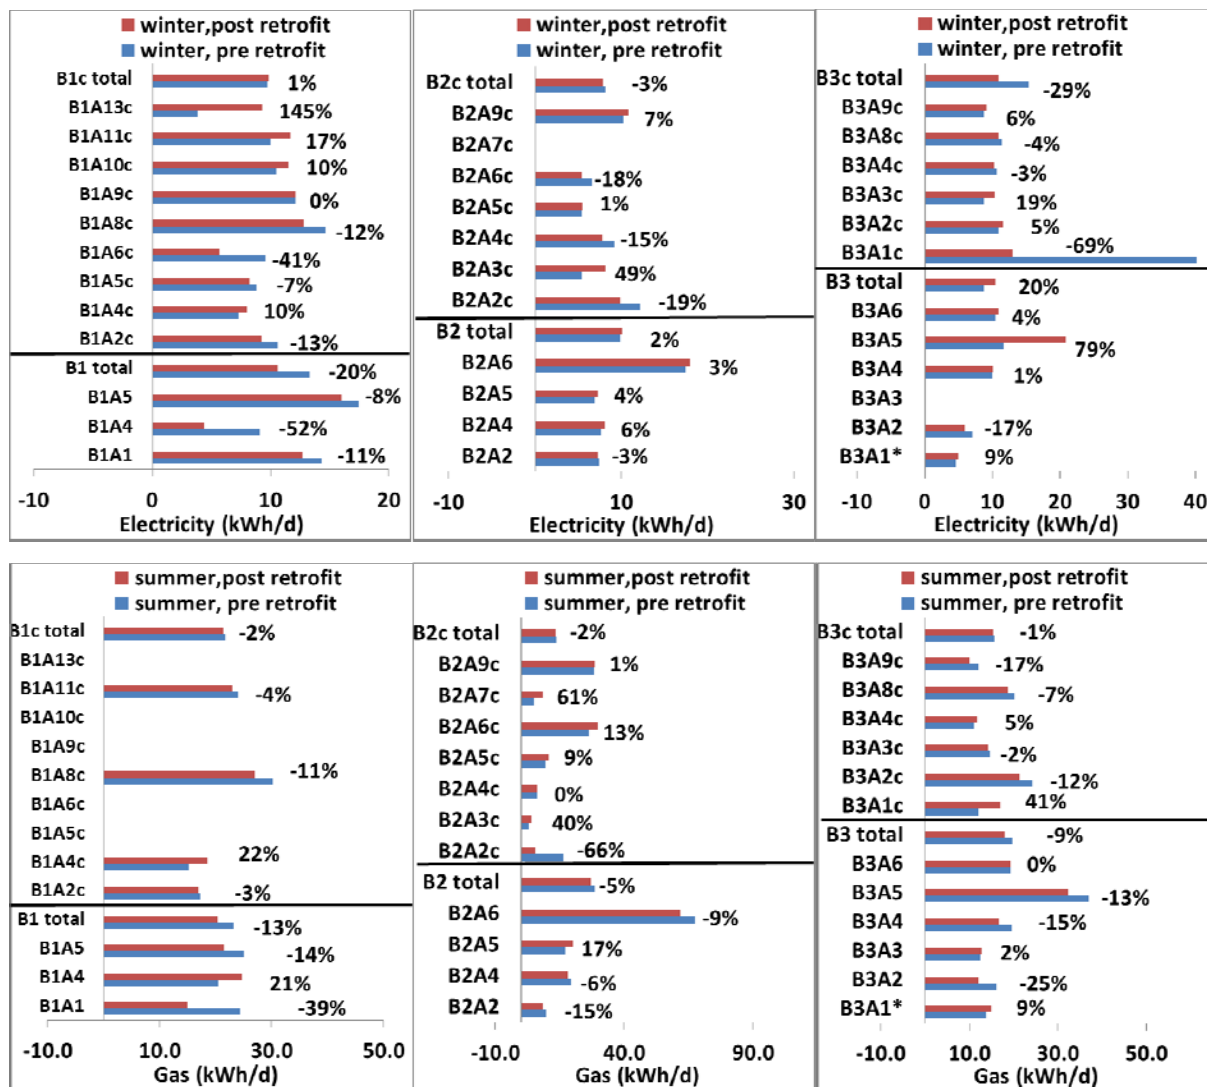 winter,post retrofit
winter, pre retrofit
B1c total 1%
B1A13c 145%
B1A11c 17%
B1A10c 10%
B1A9c 0%
B1A8c -12%
B1A6c -41%
B1A5c -7%
B1A4c 10%
B1A2c -13%
B1 total -20%
B1A5 -8%
B1A4 -52%
B1A1 -11%
-10 0 10 20
Electricity (kWh/d)
winter,post retrofit
winter, pre retrofit
B2c total -3%
B2A9c 7%
B2A7c
B2A6c -18%
B2A5c 1%
B2A4c -15%
B2A3c 49%
B2A2c -19%
B2 total 2%
B2A6 3%
B2A5 4%
B2A4 6%
B2A2 -3%
-10 10 30
Electricity (kWh/d)
winter,post retrofit
winter, pre retrofit
B3c total -29%
B3A9c 6%
B3A8c -4%
B3A4c -3%
B3A3c 19%
B3A2c 5%
B3A1c -69%
B3 total 20%
B3A6 4%
B3A5 79%
B3A4 1%
B3A3
B3A2 -17%
B3A1* 9%
-10 0 10 20 30 40
Electricity (kWh/d)
summer,post retrofit
summer, pre retrofit
B1c total -2%
B1A13c
B1A11c -4%
B1A10c
B1A9c
B1A8c -11%
B1A6c
B1A5c
B1A4c 22%
B1A2c -3%
B1 total -13%
B1A5 -14%
B1A4 21%
B1A1 -39%
-10.0 10.0 30.0 50.0
Gas (kWh/d)
summer,post retrofit
summer, pre retrofit
B2c total -2%
B2A9c 1%
B2A7c 61%
B2A6c 13%
B2A5c 9%
B2A4c 0%
B2A3c 40%
B2A2c -66%
B2 total -5%
B2A6 -9%
B2A5 17%
B2A4 -6%
B2A2 -15%
-10.0 40.0 90.0
Gas (kWh/d)
summer,post retrofit
summer, pre retrofit
B3c total -1%
B3A9c -17%
B3A8c -7%
B3A4c 5%
B3A3c -2%
B3A2c -12%
B3A1c 41%
B3 total -9%
B3A6 0%
B3A5 -13%
B3A4 -15%
B3A3 2%
B3A2 -25%
B3A1* 9%
-10.0 10.0 30.0 50.0
Gas (kWh/d)